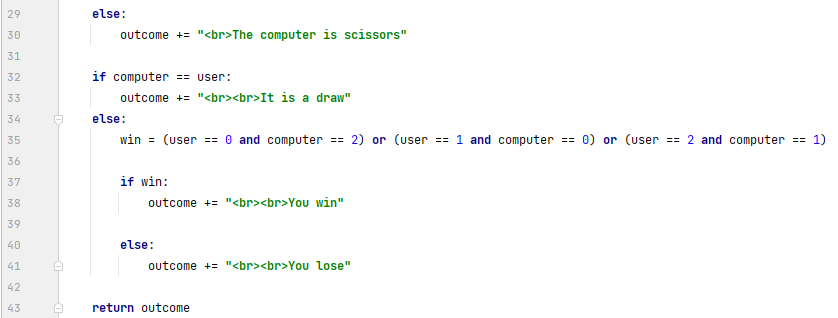 29 else:
30 outcome += "<br>The computer is scissors"
31
32 if computer == user:
33 outcome += "<br><br>It is a draw"
34 else:
35 win = (user == 0 and computer == 2) or (user == 1 and computer == 0) or (user == 2 and computer == 1)
36
37 if win:
38 outcome += "<br><br>You win"
39
40 else:
41 outcome += "<br><br>You lose"
42
43 return outcome